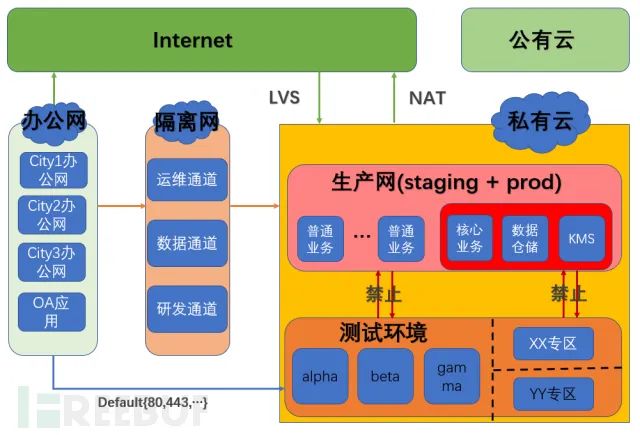 Internet
公有云
LVS
NAT
办公网
City1办
公网
City2办
公网
City3办
公网
OA应
用
隔离网
运维通道
数据通道
研发通道
私有云
生产网(staging + prod)
普通
业务
...
普通
业务
核心
业务
数据
仓储
KMS
禁止
禁止
测试环境
alpha
beta
gam
ma
XX专区
YY专区
Default{80,443,···}
FREEBUF